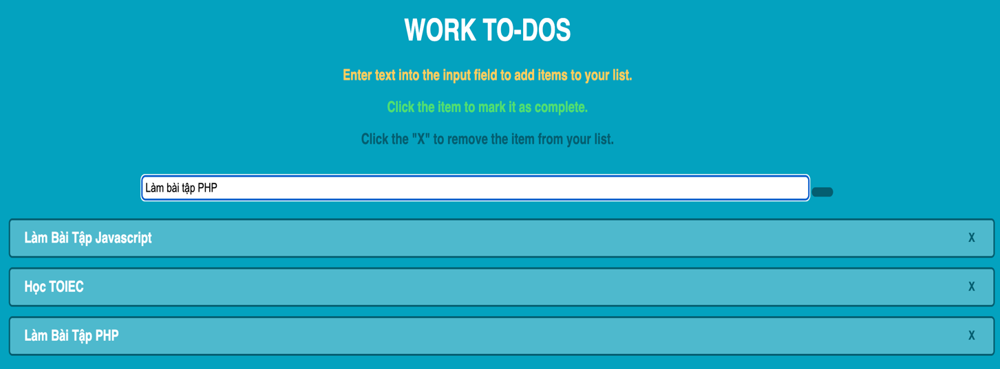 WORK TO-DOS
Enter text into the input field to add items to your list.
Click the item to mark it as complete.
Click the "X" to remove the item from your list.
Làm bài tập PHP
Làm Bài Tập Javascript X
Học TOIEC X
Làm Bài Tập PHP X